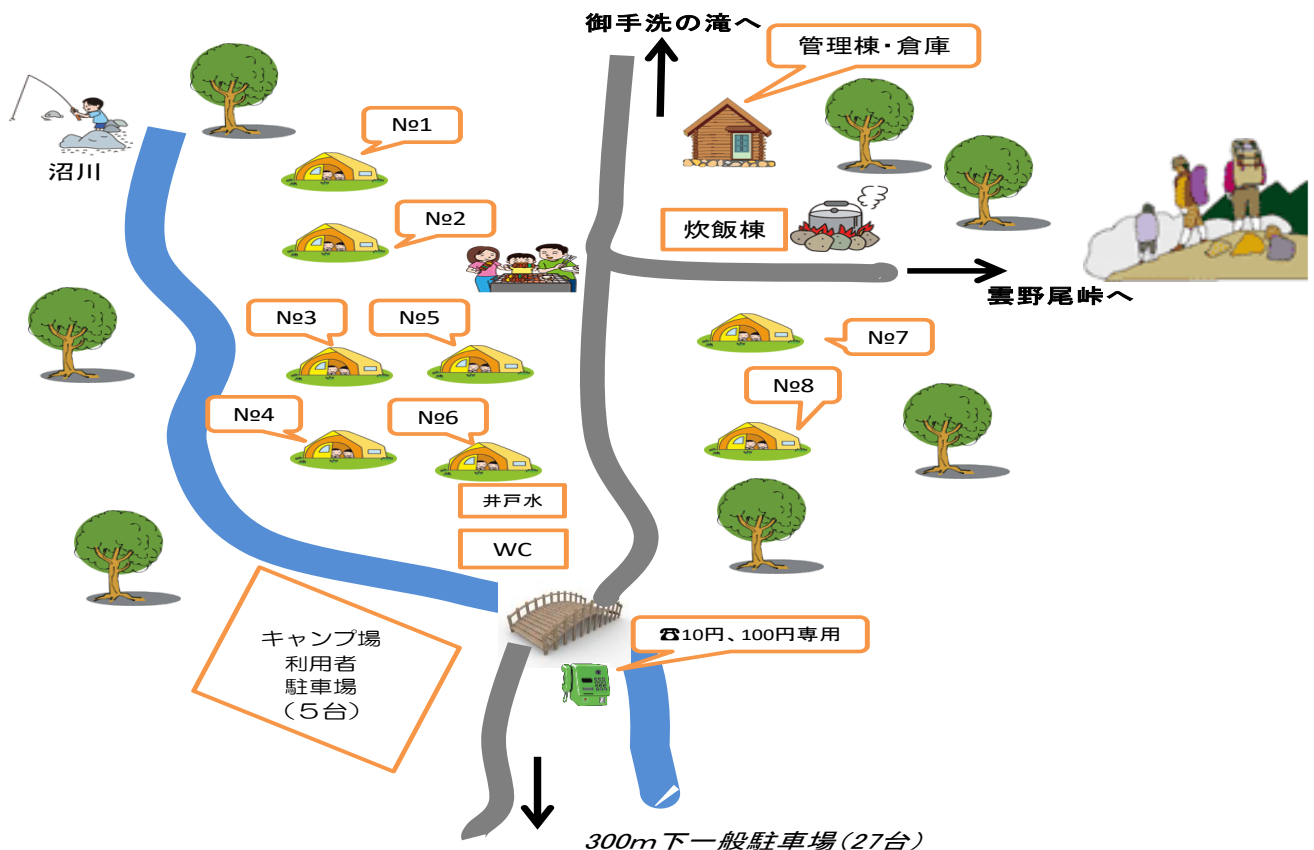 御手洗の滝へ
管理棟・倉庫
№1
沼川
№2
炊飯棟
雲野尾峠へ
№3
№5
№7
№8
№4
№6
井戸水
WC
☎10円、100円専用
キャンプ場
利用者
駐車場
(５台)
300m下一般駐車場(27台)